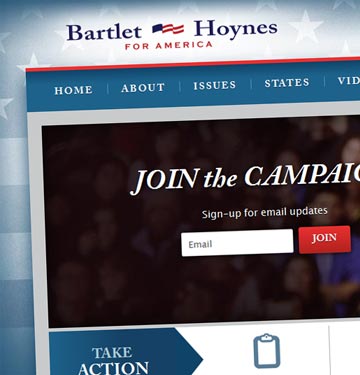 Bartlet Hoynes
FOR AMERICA
HOME ABOUT ISSUES STATES VID
JOIN the CAMPAIG
Sign-up for email updates
Email JOIN
TAKE
ACTION